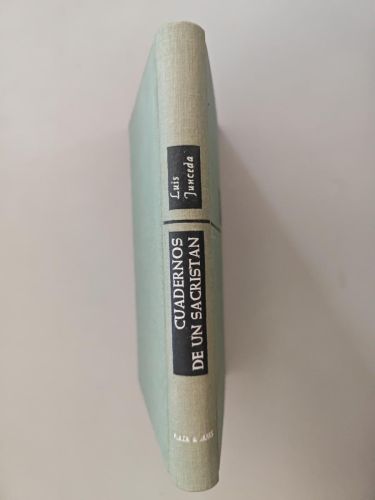 Luis
Junceda
CUADERNOS
DE UN SACRISTAN
PLAZA & JANES